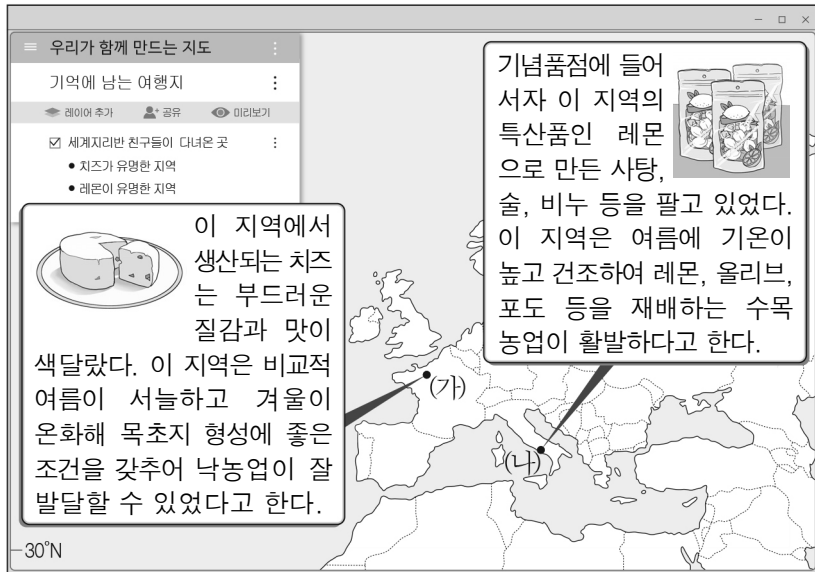 우리가 함께 만드는 지도
기억에 남는 여행지
레이어 추가 공유 미리보기
세계지리반 친구들이 다녀온 곳
• 치즈가 유명한 지역
• 레몬이 유명한 지역
이 지역에서
생산되는 치즈
는 부드러운
질감과 맛이
색달랐다. 이 지역은 비교적
여름이 서늘하고 겨울이
온화해 목초지 형성에 좋은
조건을 갖추어 낙농업이 잘
발달할 수 있었다고 한다.
기념품점에 들어
서자 이 지역의
특산품인 레몬
으로 만든 사탕,
술, 비누 등을 팔고 있었다.
이 지역은 여름에 기온이
높고 건조하여 레몬, 올리브,
포도 등을 재배하는 수목
농업이 활발하다고 한다.
(가)
(나)
30°N